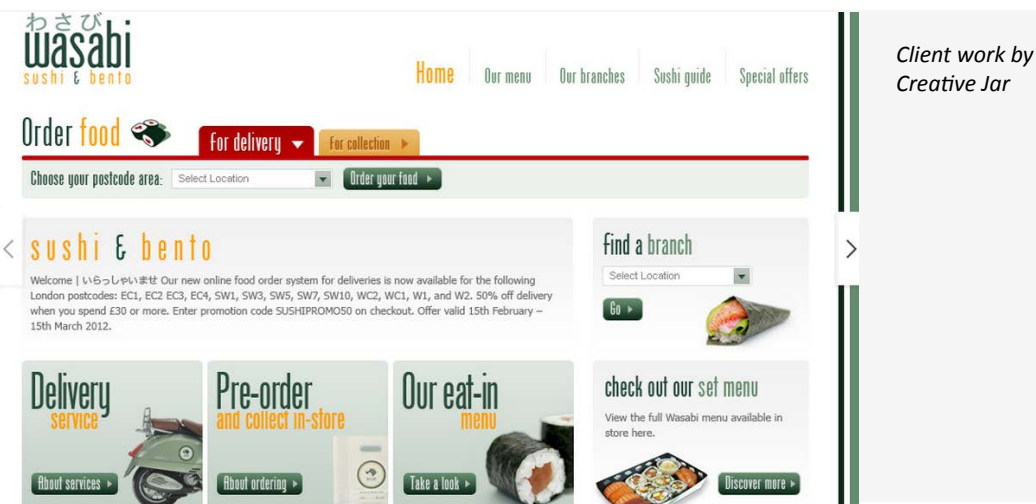 わさび
wasabi
sushi & bento
Home Our menu Our branches Sushi guide Special offers
Order food
For delivery For collection
Choose your postcode area: Select Location Order your food
sushi & bento
Welcome | いらっしゃいませ Our new online food order system for deliveries is now available for the following
London postcodes: EC1, EC2 EC3, EC4, SW1, SW3, SW5, SW7, SW10, WC2, WC1, W1, and W2. 50% off delivery
when you spend £30 or more. Enter promotion code SUSHIPROMO50 on checkout. Offer valid 15th February –
15th March 2012.
find a branch
Select Location
Go
Delivery
service
About services
Pre-order
and collect in-store
About ordering
Our eat-in
menu
Take a look
check out our set menu
View the full Wasabi menu available in
store here.
Discover more
Client work by
Creative Jar